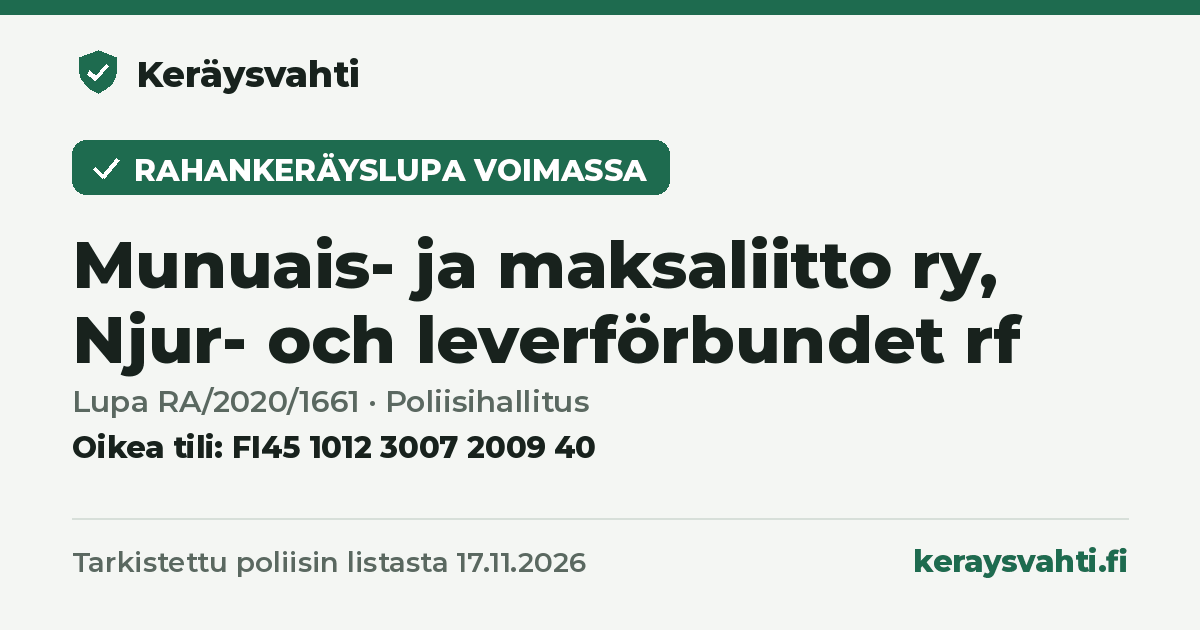 Keräysvahti
RAHANKERÄYSLUPA VOIMASSA
Munuais- ja maksaliitto ry,
Njur- och leverförbundet rf
Lupa RA/2020/1661 · Poliisihallitus
Oikea tili: FI45 1012 3007 2009 40
Tarkistettu poliisin listasta 17.11.2026
keraysvahti.fi